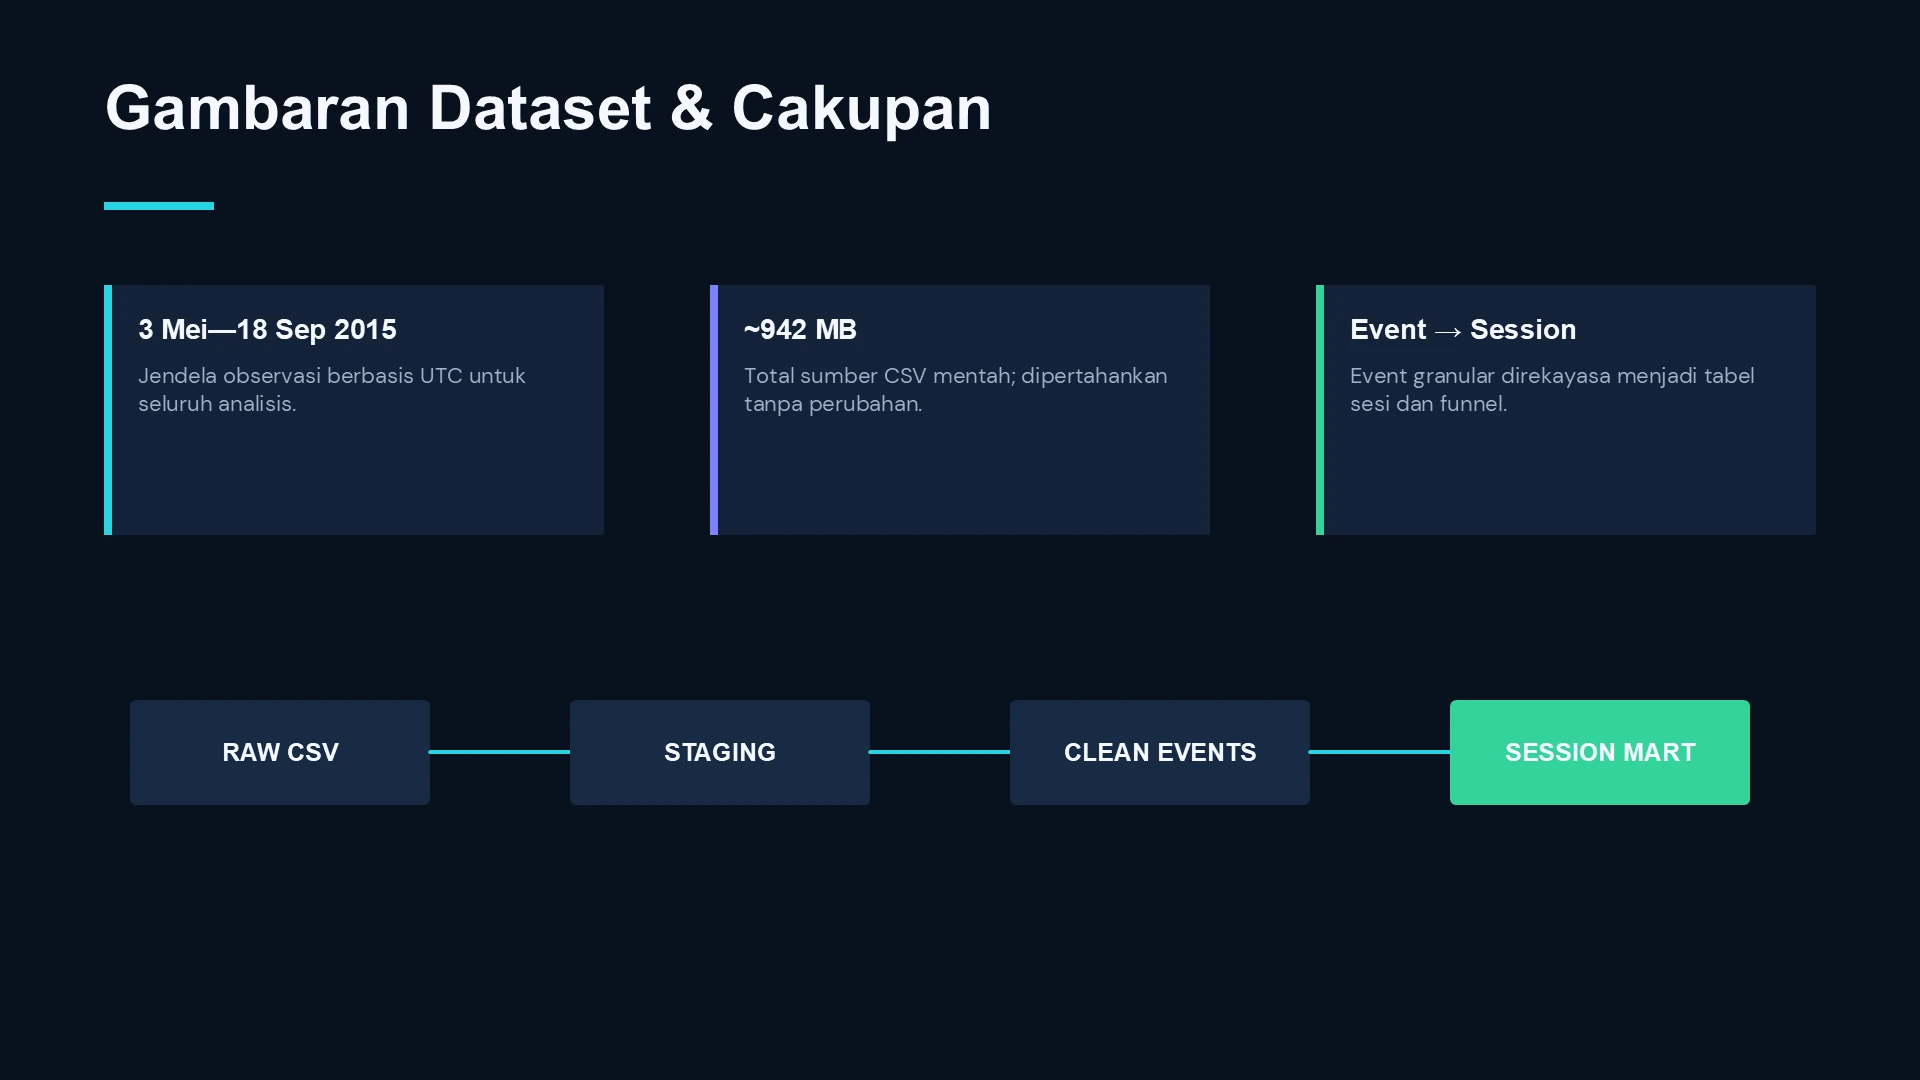 Gambaran Dataset & Cakupan
3 Mei—18 Sep 2015
Jendela observasi berbasis UTC untuk
seluruh analisis.
~942 MB
Total sumber CSV mentah; dipertahankan
tanpa perubahan.
Event → Session
Event granular direkayasa menjadi tabel
sesi dan funnel.
RAW CSV
STAGING
CLEAN EVENTS
SESSION MART